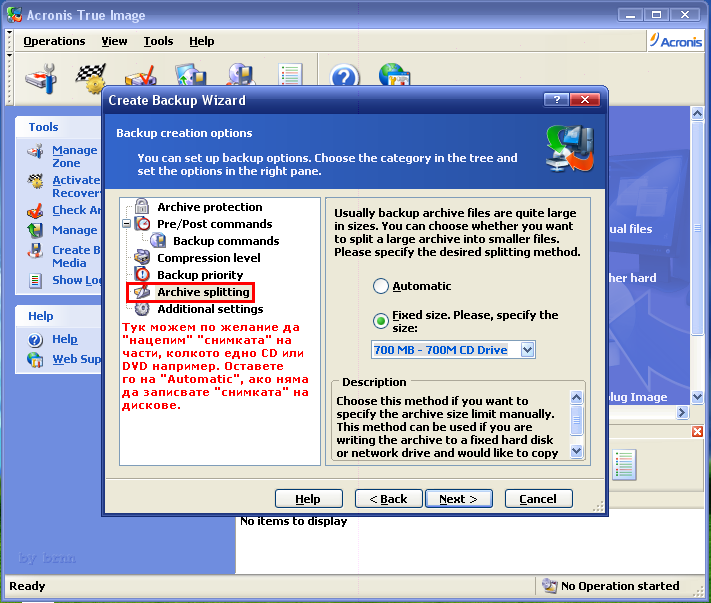 Acronis True Image
Operations View Tools Help
Acronis
Create Backup Wizard
Backup creation options
You can set up backup options. Choose the category in the tree and
set the options in the right pane.
Tools
Manage
Zone
Activate
Recover
Check Ar
Manage
Create B
Media
Show Log
Help
Help
Web Sup
Archive protection
Pre/Post commands
Backup commands
Compression level
Backup priority
Archive splitting
Additional settings
Тук можем по желание да
"нацепим" "снимката" на
части, колкото едно CD или
DVD например. Оставете
го на "Automatic", ако няма
да записвате "снимката" на
дискове.
Usually backup archive files are quite large
in sizes. You can choose whether you want
to split a large archive into smaller files.
Please specify the desired splitting method.
Automatic
Fixed size. Please, specify the
size:
700 MB - 700M CD Drive
Description
Choose this method if you want to
specify the archive size limit manually.
This method can be used if you are
writing the archive to a fixed hard disk
or network drive and would like to copy
Help
< Back
Next >
Cancel
ual files
her hard
plug Image
No items to display
by brnn
Ready
No Operation started